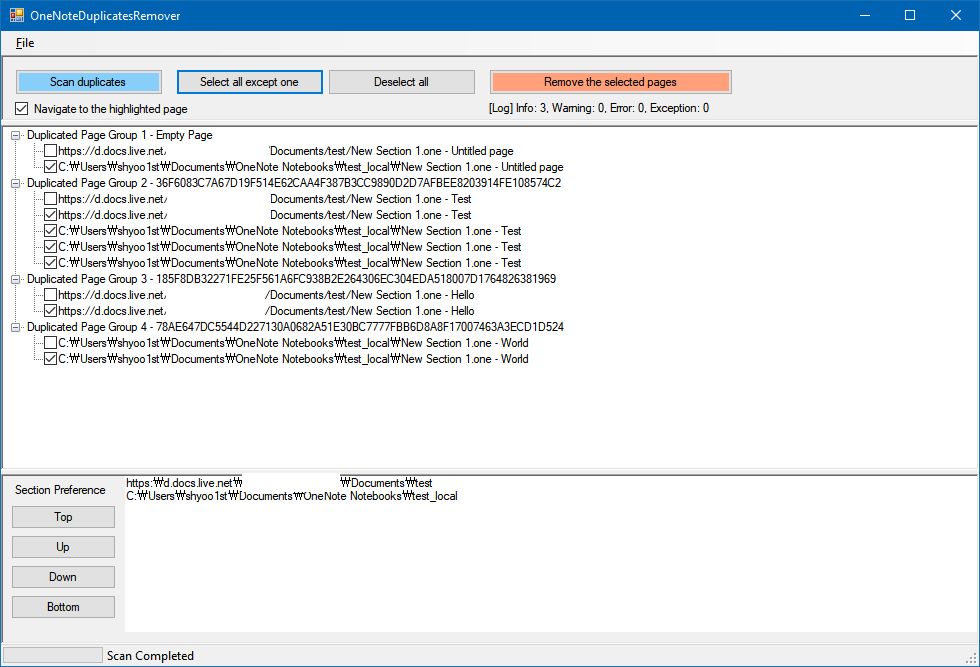 OneNoteDuplicatesRemover
File
Scan duplicates Select all except one Deselect all Remove the selected pages
Navigate to the highlighted page [Log] Info: 3, Warning: 0, Error: 0, Exception: 0
Duplicated Page Group 1 - Empty Page
https://d.docs.live.net/ Documents/test/New Section 1.one - Untitled page
C:₩Users₩shyoo1st₩Documents₩OneNote Notebooks₩test_local₩New Section 1.one - Untitled page
Duplicated Page Group 2 - 36F6083C7A67D19F514E62CAA4F387B3CC9890D2D7AFBEE8203914FE108574C2
https://d.docs.live.net/ Documents/test/New Section 1.one - Test
https://d.docs.live.net/ Documents/test/New Section 1.one - Test
C:₩Users₩shyoo1st₩Documents₩OneNote Notebooks₩test_local₩New Section 1.one - Test
C:₩Users₩shyoo1st₩Documents₩OneNote Notebooks₩test_local₩New Section 1.one - Test
C:₩Users₩shyoo1st₩Documents₩OneNote Notebooks₩test_local₩New Section 1.one - Test
Duplicated Page Group 3 - 185F8DB32271FE25F561A6FC938B2E264306EC304EDA518007D1764826381969
https://d.docs.live.net/ /Documents/test/New Section 1.one - Hello
https://d.docs.live.net/ /Documents/test/New Section 1.one - Hello
Duplicated Page Group 4 - 78AE647DC5544D227130A0682A51E30BC7777FBB6D8A8F17007463A3ECD1D524
C:₩Users₩shyoo1st₩Documents₩OneNote Notebooks₩test_local₩New Section 1.one - World
C:₩Users₩shyoo1st₩Documents₩OneNote Notebooks₩test_local₩New Section 1.one - World
Section Preference
Top
Up
Down
Bottom
https:₩d.docs.live.net₩ ₩Documents₩test
C:₩Users₩shyoo1st₩Documents₩OneNote Notebooks₩test_local
Scan Completed